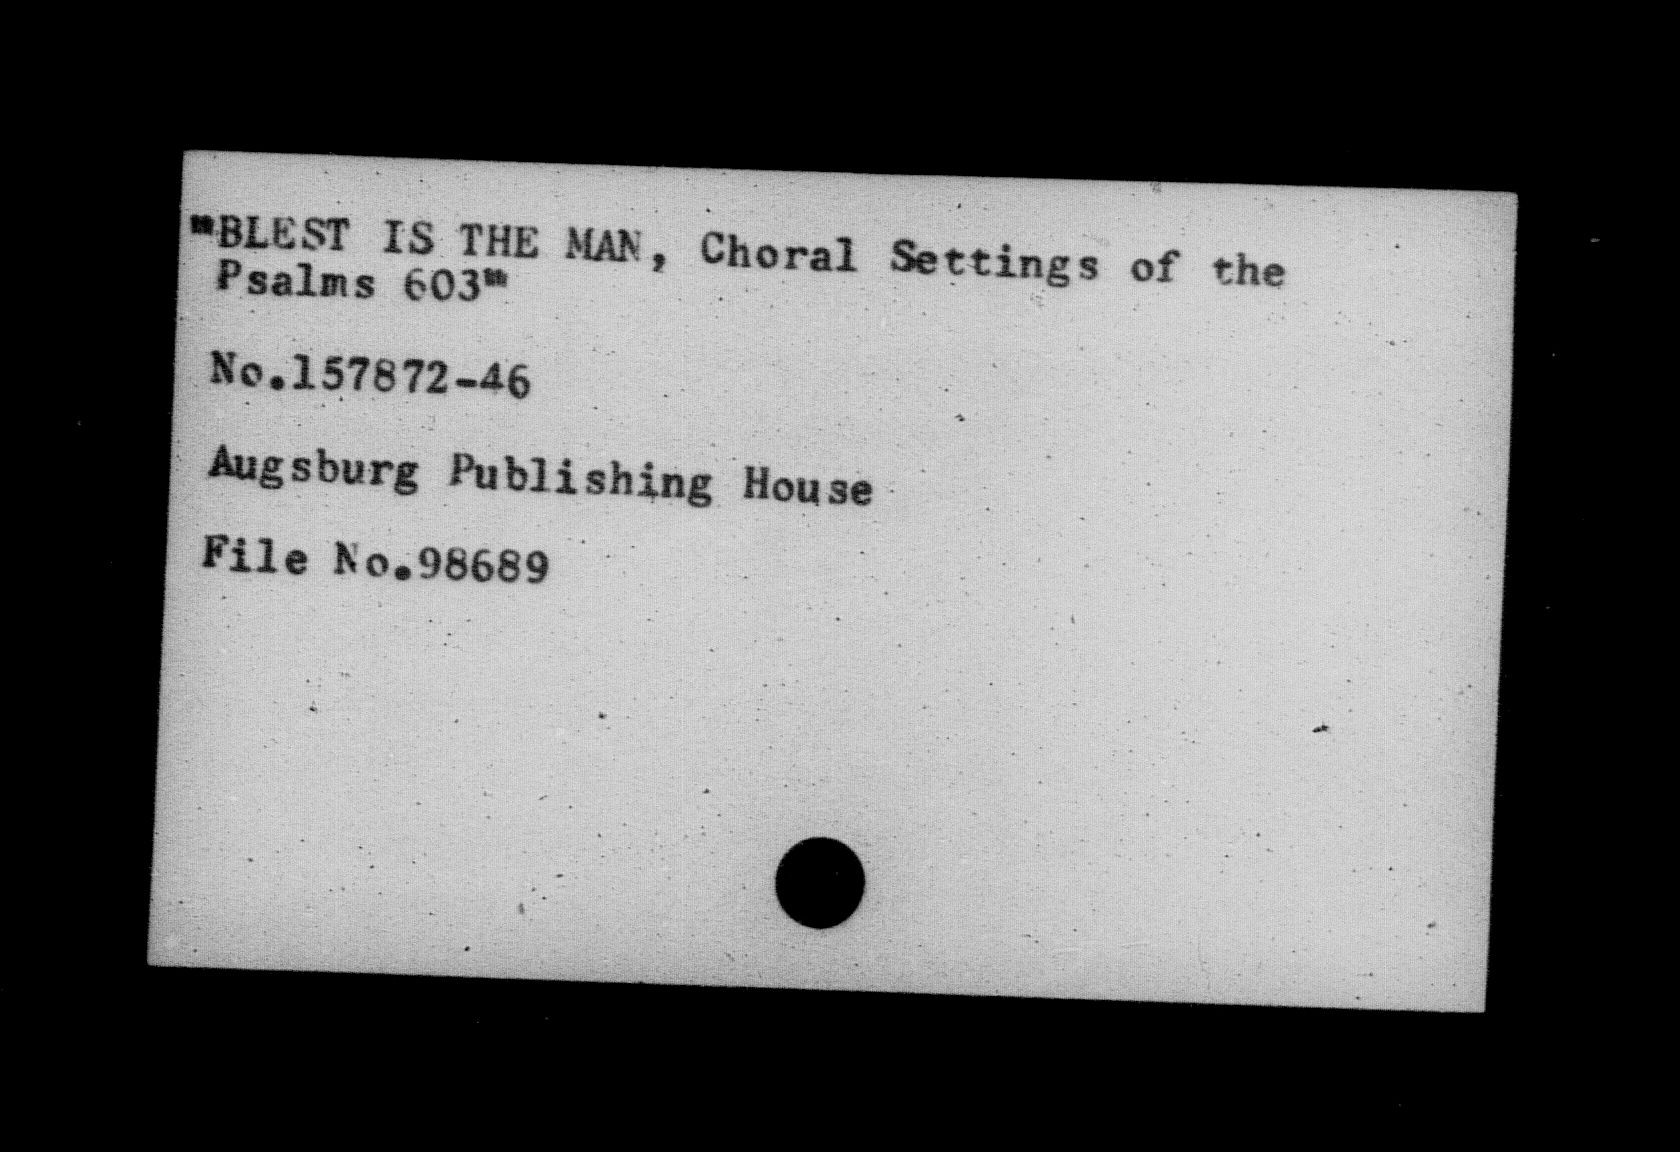 "BLEST IS THE MAN, Choral Settings of the
Psalms 603"
No.157872-46
Augsburg Publishing House
File No.98689